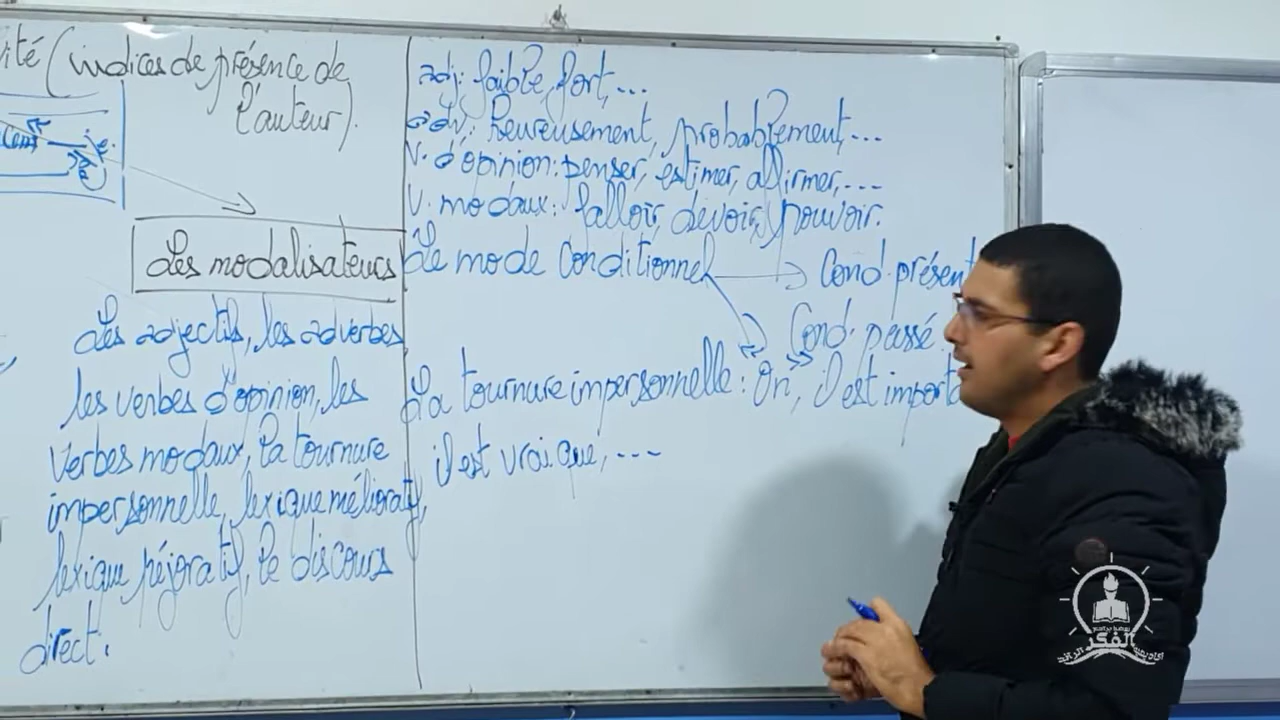 ité (indices de présence de
l'auteur).
Les modalisateurs
Les adjectifs, les adverbes
les verbes d'opinion, les
verbes modaux, la tournure
impersonnelle, lexique mélioratif,
lexique péjoratif, le discours
direct.
adj: faible, fort, ...
adv: heureusement, probablement, ...
V. d'opinion: penser, estimer, affirmer, ...
V. modaux: falloir, devoir, pouvoir.
Le mode conditionnel
Cond. présent
Cond. passé.
La tournure impersonnelle: "On", il est import
il est vrai que, ...
الفكر